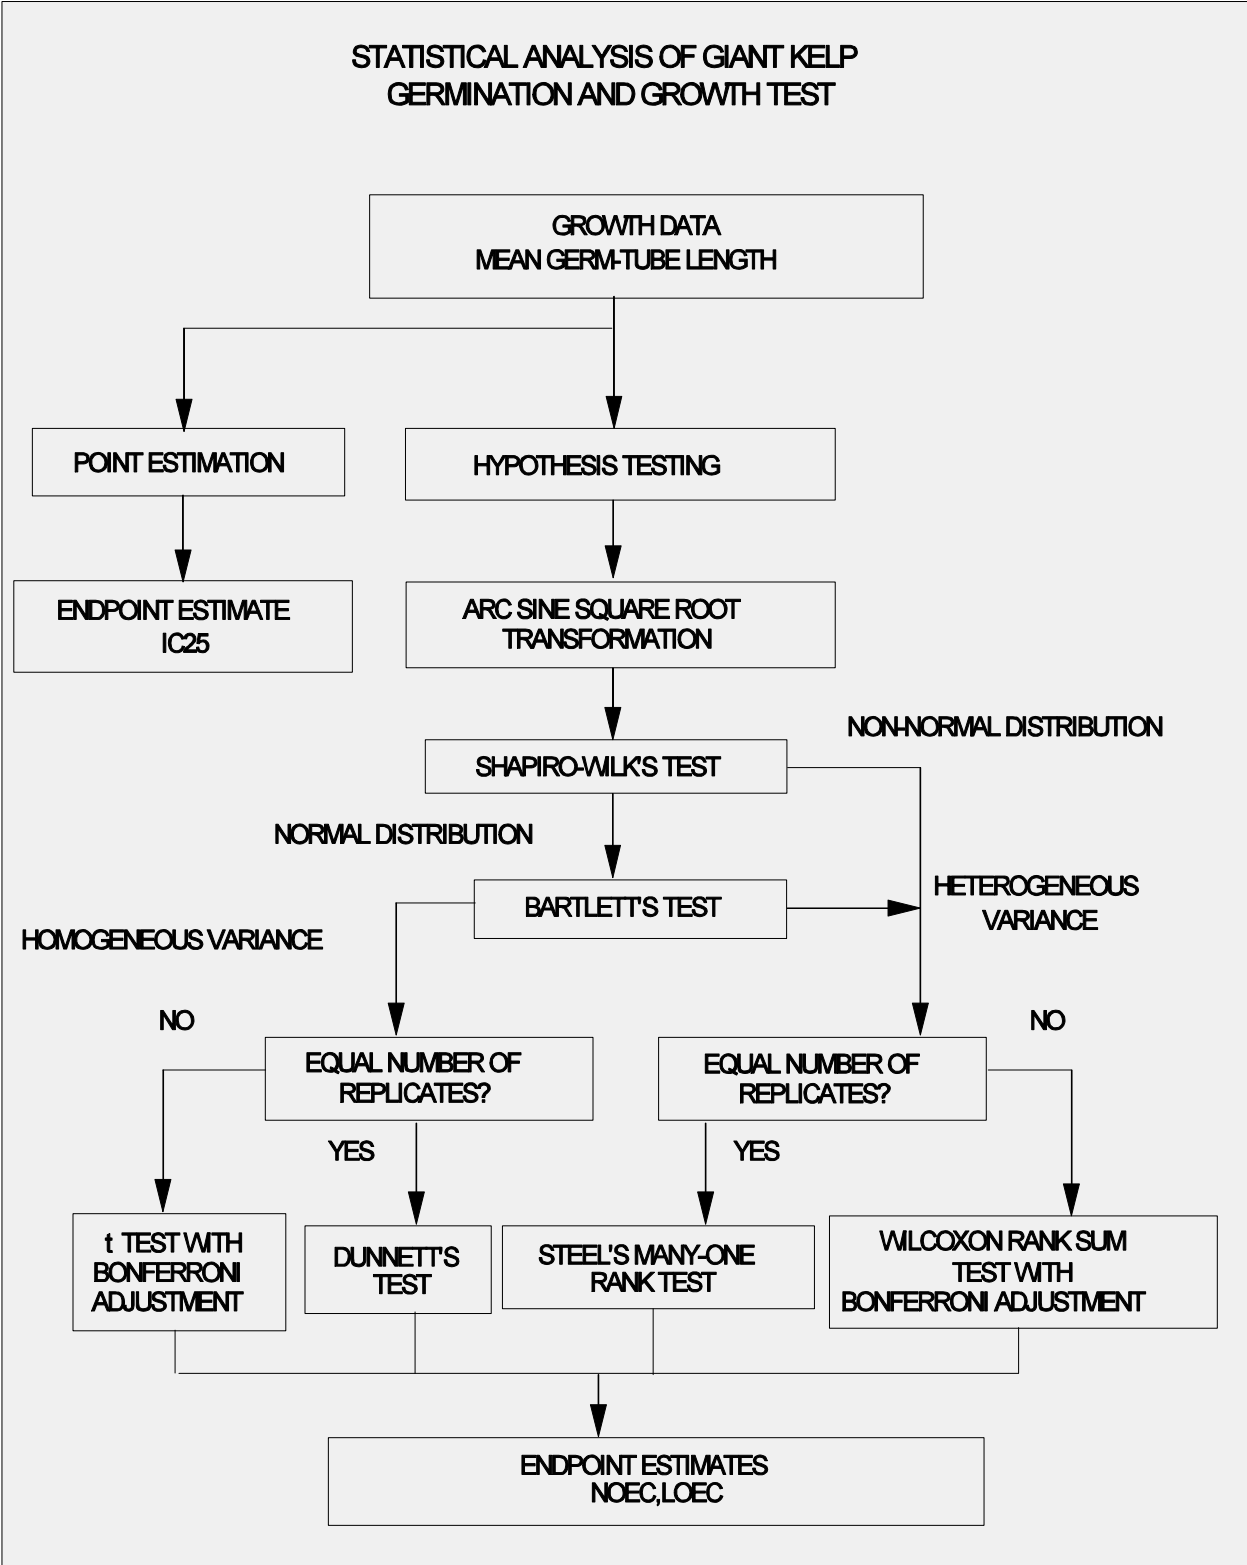 STATISTICAL ANALYSIS OF GIANT KELP
GERMINATION AND GROWTH TEST
GROWTH DATA
MEAN GERM-TUBE LENGTH
POINT ESTIMATION
HYPOTHESIS TESTING
ENDPOINT ESTIMATE
IC25
ARC SINE SQUARE ROOT
TRANSFORMATION
NON-NORMAL DISTRIBUTION
SHAPIRO-WILK'S TEST
NORMAL DISTRIBUTION
BARTLETT'S TEST
HETEROGENEOUS
VARIANCE
HOMOGENEOUS VARIANCE
NO
NO
EQUAL NUMBER OF
REPLICATES?
EQUAL NUMBER OF
REPLICATES?
YES
YES
t TEST WITH
BONFERRONI
ADJUSTMENT
DUNNETT'S
TEST
STEEL'S MANY-ONE
RANK TEST
WILCOXON RANK SUM
TEST WITH
BONFERRONI ADJUSTMENT
ENDPOINT ESTIMATES
NOEC,LOEC